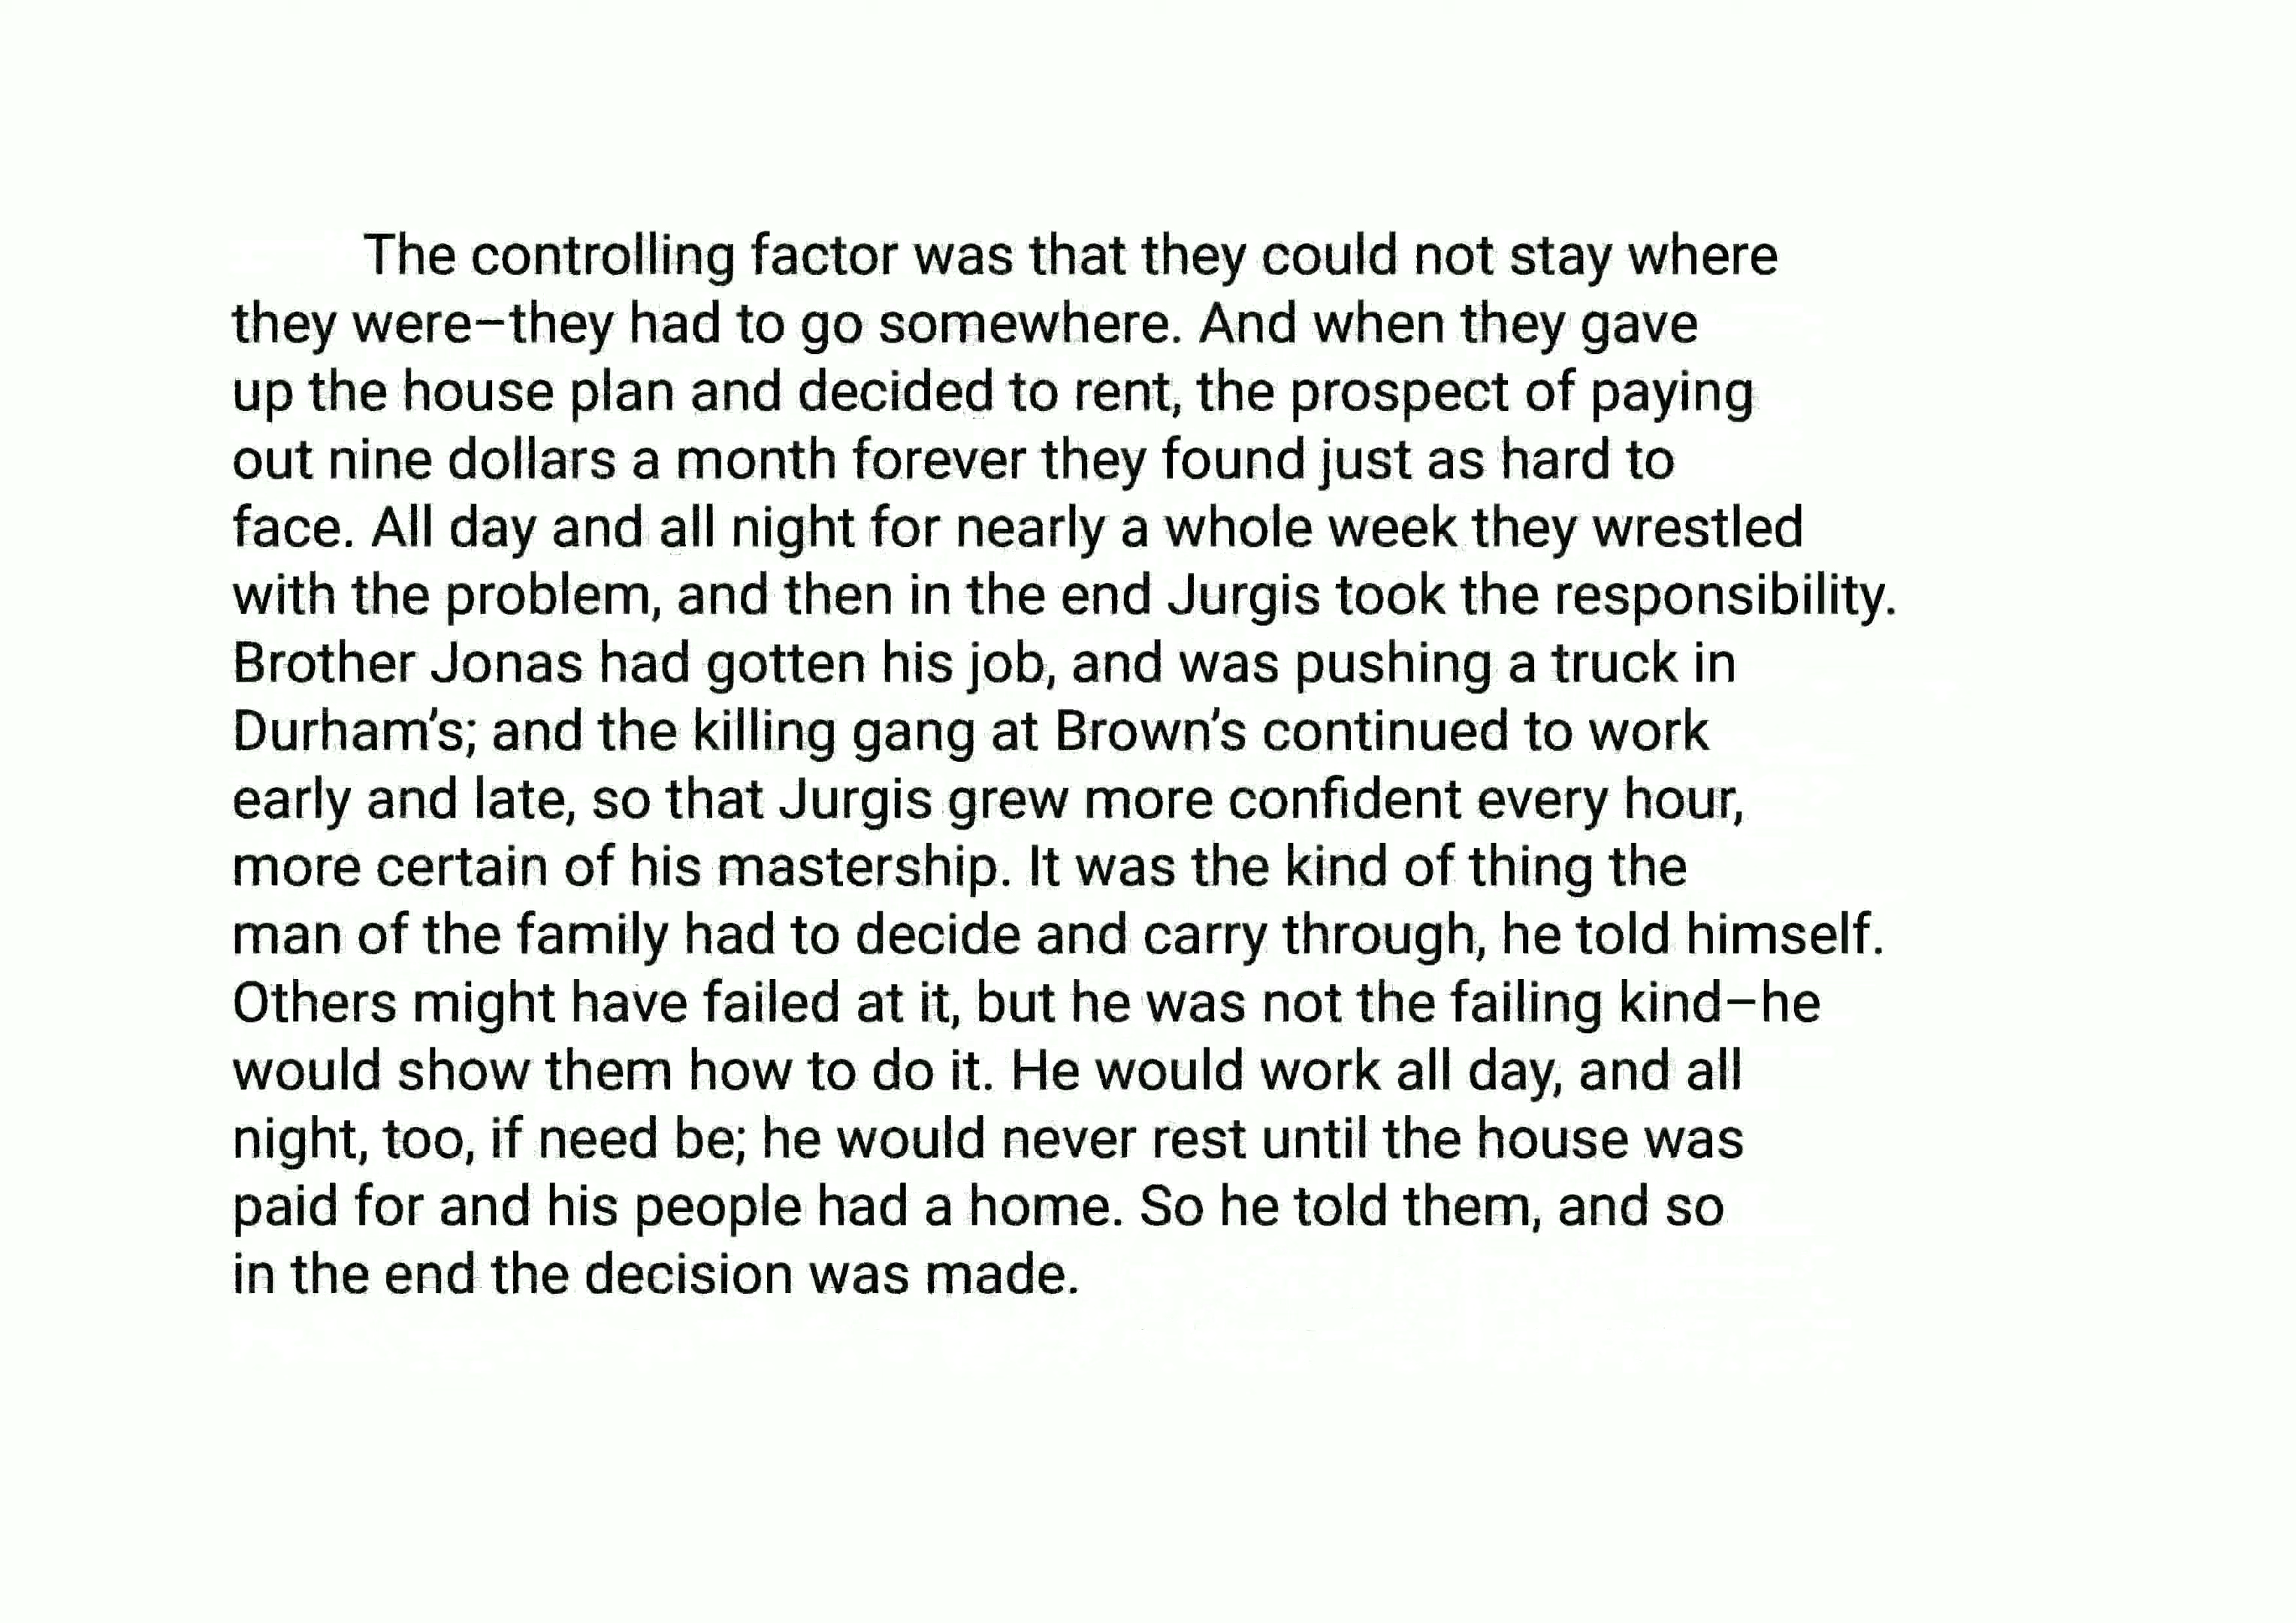 The controlling factor was that they could not stay where
they were–they had to go somewhere. And when they gave
up the house plan and decided to rent, the prospect of paying
out nine dollars a month forever they found just as hard to
face. All day and all night for nearly a whole week they wrestled
with the problem, and then in the end Jurgis took the responsibility.
Brother Jonas had gotten his job, and was pushing a truck in
Durham’s; and the killing gang at Brown’s continued to work
early and late, so that Jurgis grew more confident every hour,
more certain of his mastership. It was the kind of thing the
man of the family had to decide and carry through, he told himself.
Others might have failed at it, but he was not the failing kind–he
would show them how to do it. He would work all day, and all
night, too, if need be; he would never rest until the house was
paid for and his people had a home. So he told them, and so
in the end the decision was made.